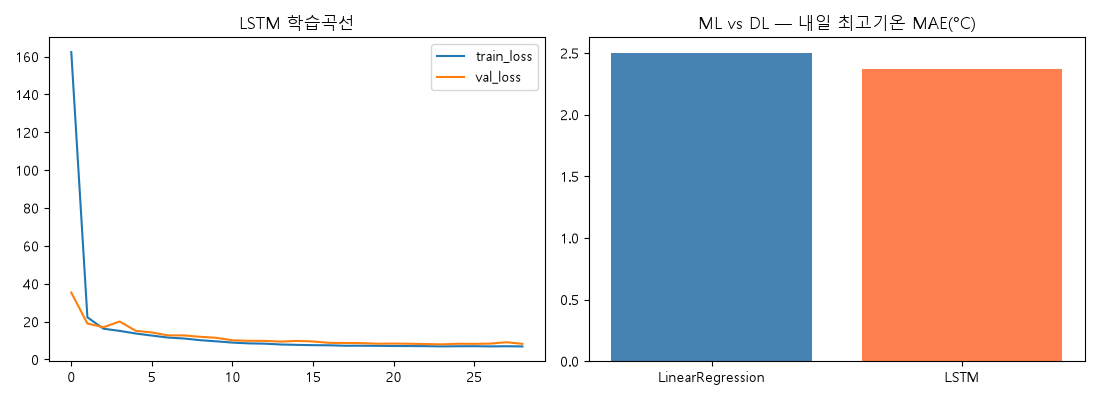 LSTM 학습곡선
160
140
120
100
80
60
40
20
0
0 5 10 15 20 25
train_loss
val_loss
ML vs DL — 내일 최고기온 MAE(°C)
2.5
2.0
1.5
1.0
0.5
0.0
LinearRegression LSTM